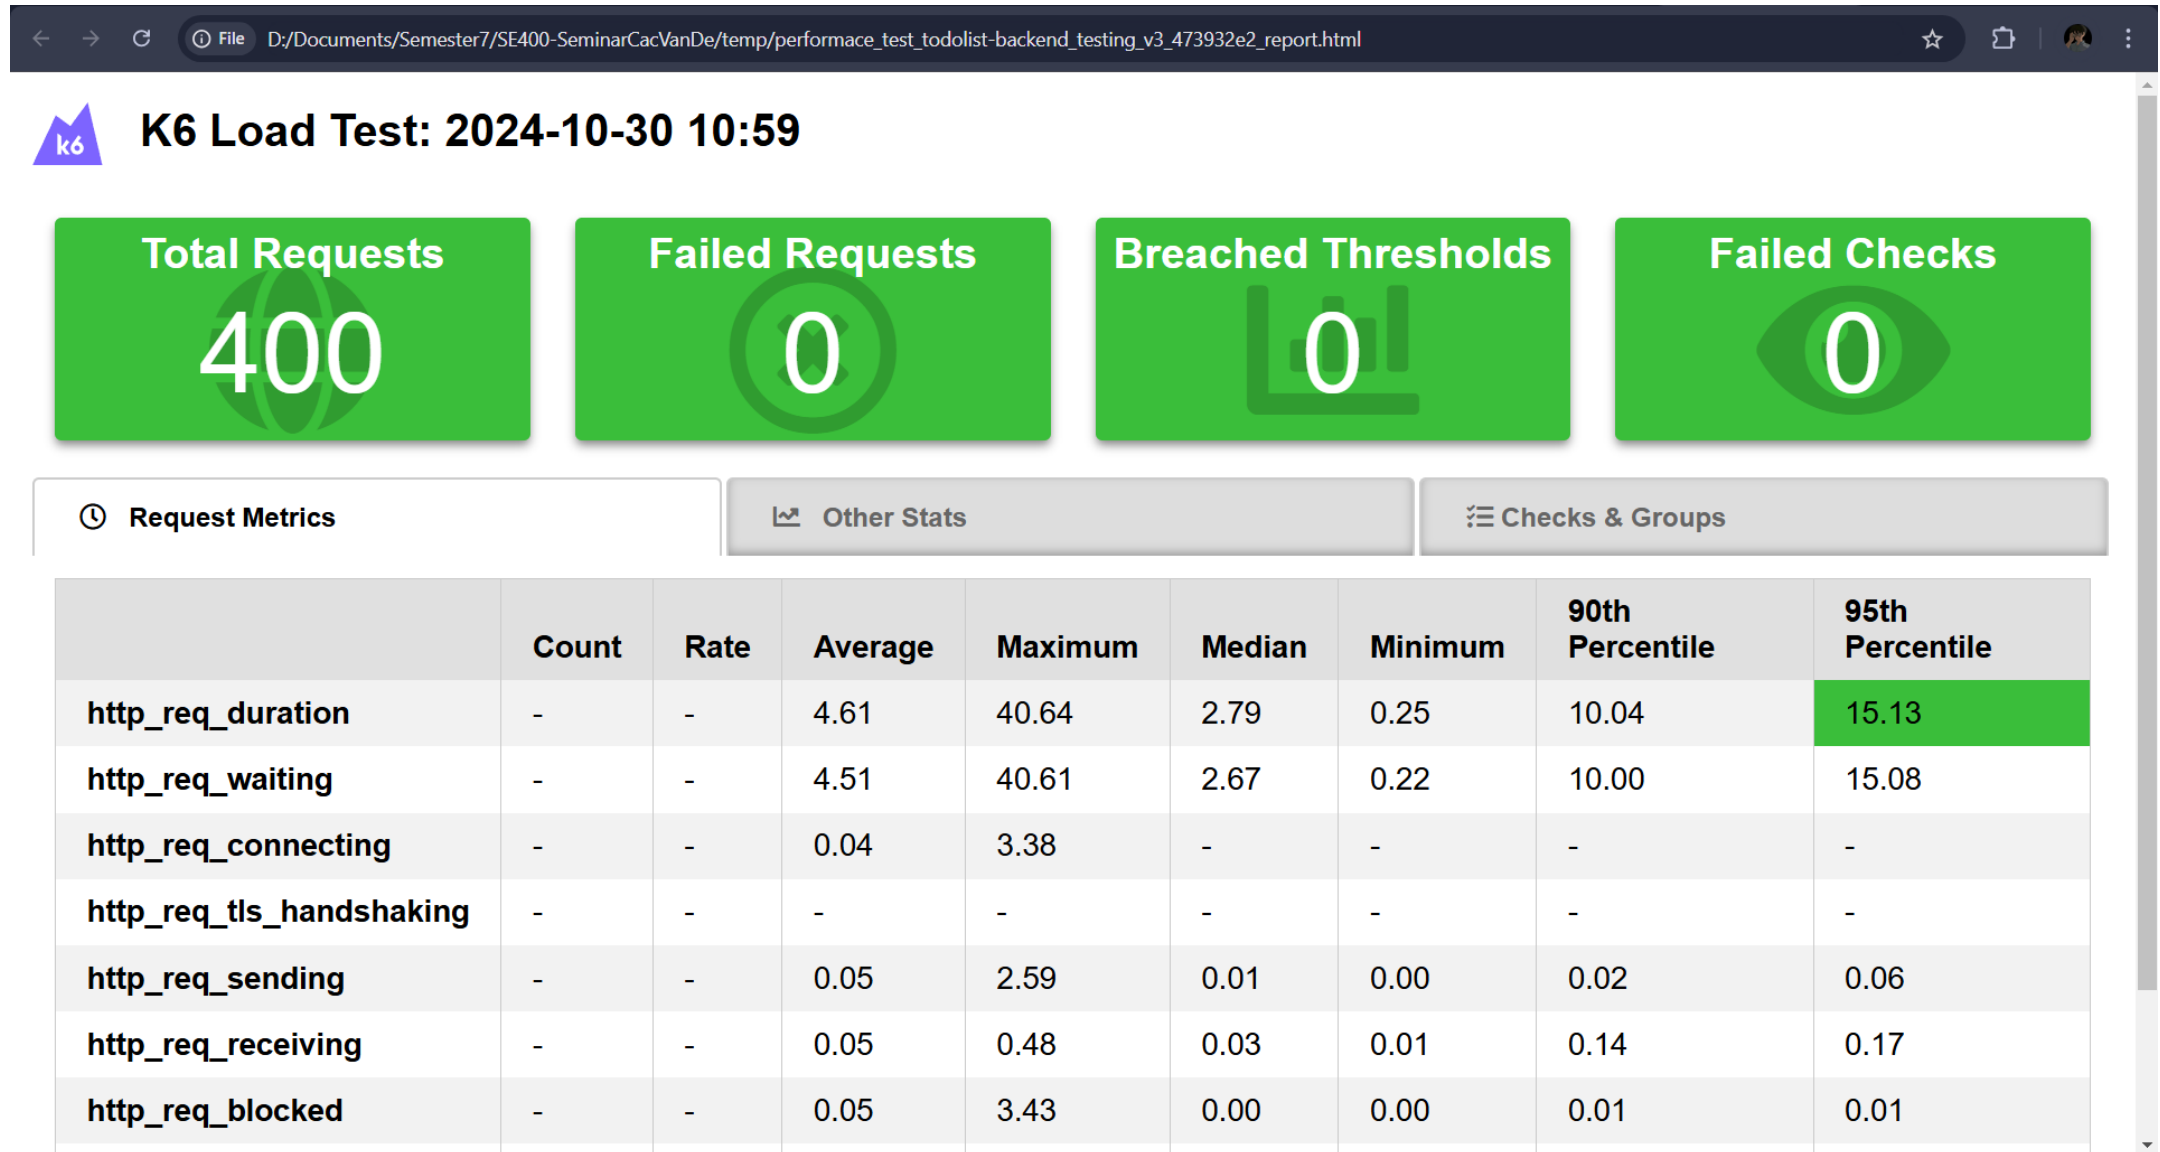 File D:/Documents/Semester7/SE400-SeminarCacVanDe/temp/performace_test_todolist-backend_testing_v3_473932e2_report.html
k6 K6 Load Test: 2024-10-30 10:59
Total Requests Failed Requests Breached Thresholds Failed Checks
400 0 0 0
Request Metrics Other Stats Checks & Groups
90th 95th
Count Rate Average Maximum Median Minimum Percentile Percentile
http_req_duration - - 4.61 40.64 2.79 0.25 10.04 15.13
http_req_waiting - - 4.51 40.61 2.67 0.22 10.00 15.08
http_req_connecting - - 0.04 3.38 - - - -
http_req_tls_handshaking - - - - - - - -
http_req_sending - - 0.05 2.59 0.01 0.00 0.02 0.06
http_req_receiving - - 0.05 0.48 0.03 0.01 0.14 0.17
http_req_blocked - - 0.05 3.43 0.00 0.00 0.01 0.01